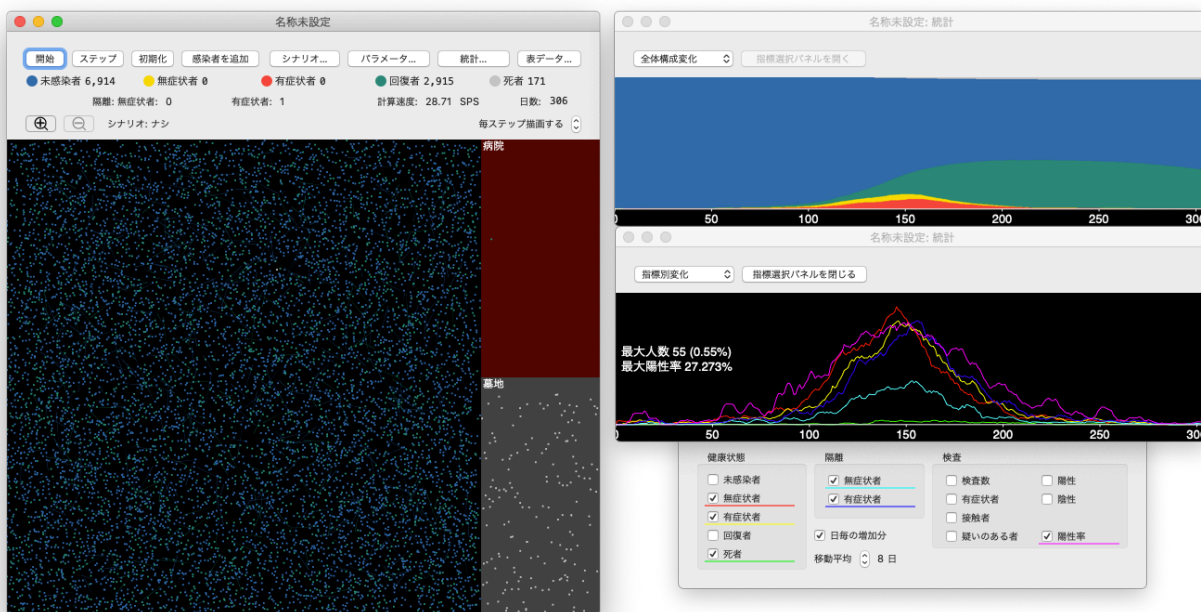 名称未設定
開始 ステップ 初期化 感染者を追加 シナリオ... パラメータ... 統計... 表データ...
未感染者 6,914 無症状者 0 有症状者 0 回復者 2,915 死者 171
隔離: 無症状者: 0 有症状者: 1 計算速度: 28.71 SPS 日数: 306
シナリオ: ナシ 毎ステップ描画する
病院
墓地
名称未設定: 統計
全体構成変化 指標選択パネルを開く
0 50 100 150 200 250 300
名称未設定: 統計
指標別変化 指標選択パネルを閉じる
最大人数 55 (0.55%)
最大陽性率 27.273%
0 50 100 150 200 250 300
健康状態 隔離 検査
未感染者 無症状者 検査数 陽性
無症状者 有症状者 有症状者 陰性
有症状者 接触者
回復者 日毎の増加分 疑いのある者 陽性率
死者 移動平均 8 日